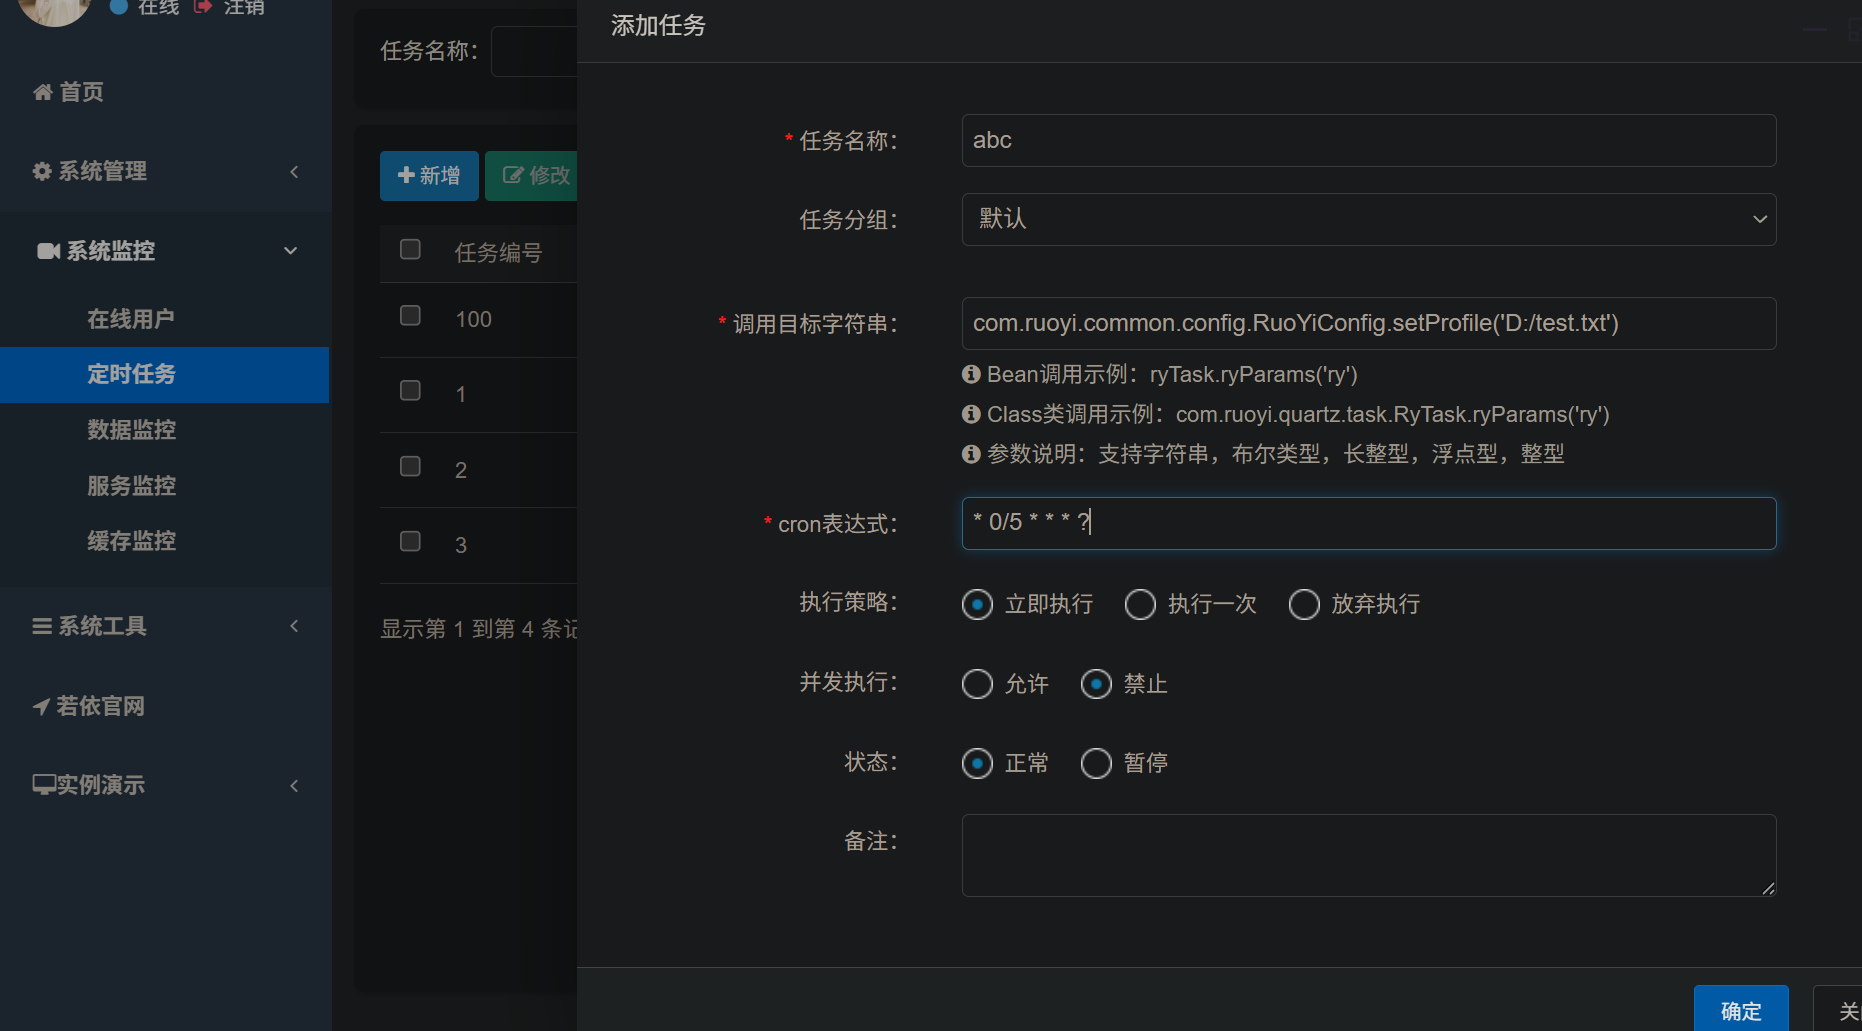 在线 注销
首页
系统管理
系统监控
在线用户
定时任务
数据监控
服务监控
缓存监控
系统工具
若依官网
实例演示
任务名称：
新增 修改
任务编号
100
1
2
3
显示第 1 到第 4 条记
添加任务
* 任务名称： abc
任务分组： 默认
* 调用目标字符串： com.ruoyi.common.config.RuoYiConfig.setProfile('D:/test.txt')
Bean调用示例：ryTask.ryParams('ry')
Class类调用示例：com.ruoyi.quartz.task.RyTask.ryParams('ry')
参数说明：支持字符串，布尔类型，长整型，浮点型，整型
* cron表达式： * 0/5 * * * ?
执行策略： 立即执行 执行一次 放弃执行
并发执行： 允许 禁止
状态： 正常 暂停
备注：
确定 关